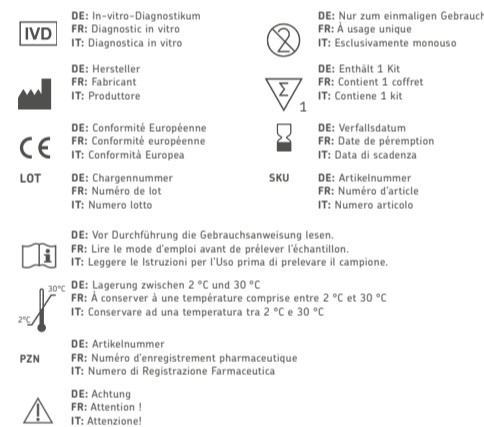 IVD
DE: In-vitro-Diagnostikum
FR: Diagnostic in vitro
IT: Diagnostica in vitro
2
DE: Nur zum einmaligen Gebrauch
FR: À usage unique
IT: Esclusivamente monouso
DE: Hersteller
FR: Fabricant
IT: Produttore
Σ
1
DE: Enthält 1 Kit
FR: Contient 1 coffret
IT: Contiene 1 kit
CE
DE: Conformité Européenne
FR: Conformité européenne
IT: Conformità Europea
DE: Verfallsdatum
FR: Date de péremption
IT: Data di scadenza
LOT
DE: Chargennummer
FR: Numéro de lot
IT: Numero lotto
SKU
DE: Artikelnummer
FR: Numéro d'article
IT: Numero articolo
i
DE: Vor Durchführung die Gebrauchsanweisung lesen.
FR: Lire le mode d'emploi avant de préléver l'échantillon.
IT: Leggere le Istruzioni per l'Uso prima di prelevare il campione.
30°C
2°C
DE: Lagerung zwischen 2 °C und 30 °C
FR: À conserver à une température comprise entre 2 °C et 30 °C
IT: Conservare ad una temperatura tra 2 °C e 30 °C
PZN
DE: Artikelnummer
FR: Numéro d'enregistrement pharmaceutique
IT: Numero di Registrazione Farmaceutica
DE: Achtung
FR: Attention !
IT: Attenzione!